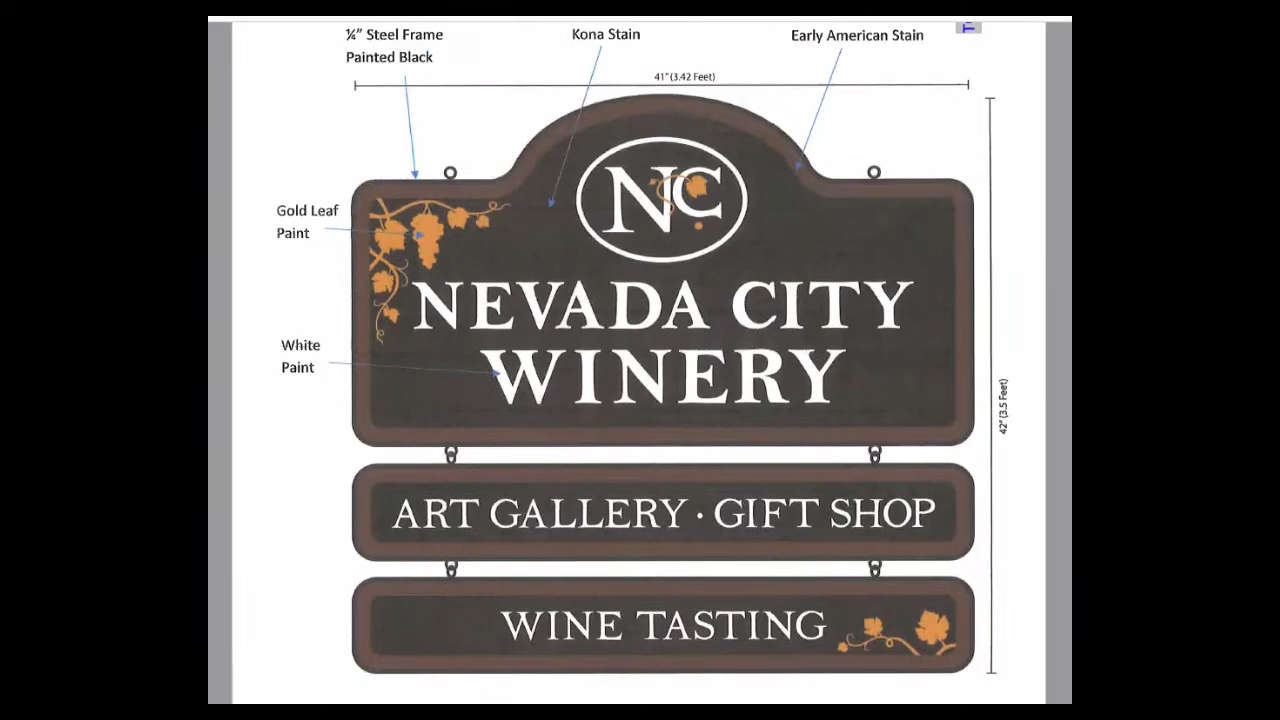 ¼” Steel Frame
Painted Black
Kona Stain
Early American Stain
41" (3.42 Feet)
NC
Gold Leaf
Paint
NEVADA CITY
WINERY
White
Paint
42" (3.5 Feet)
ART GALLERY · GIFT SHOP
WINE TASTING